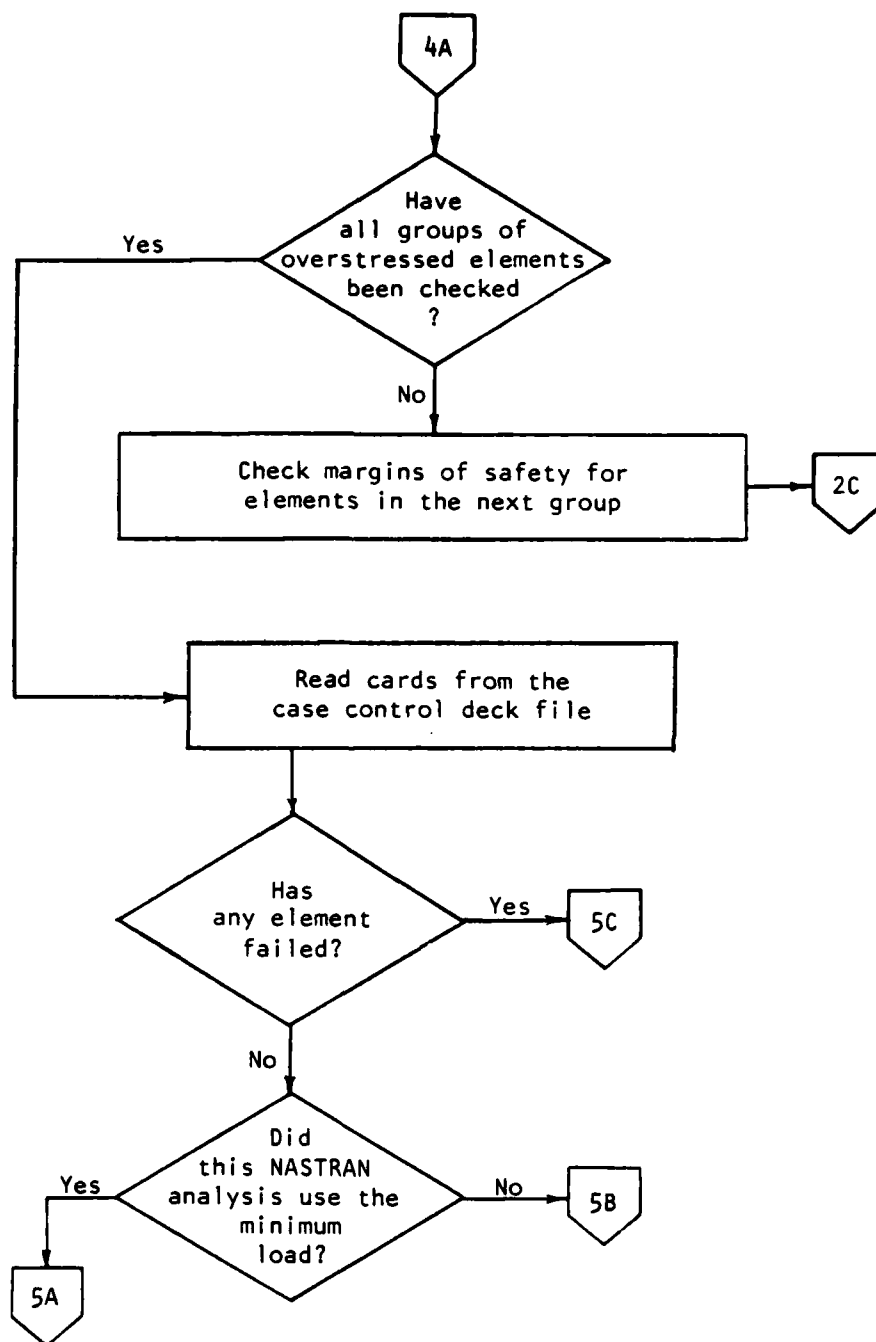 4A
Have
all groups of
overstressed elements
been checked
?
Yes
No
Check margins of safety for
elements in the next group
2C
Read cards from the
case control deck file
Has
any element
failed?
Yes
5C
No
Did
this NASTRAN
analysis use the
minimum
load?
Yes
No
5B
5A